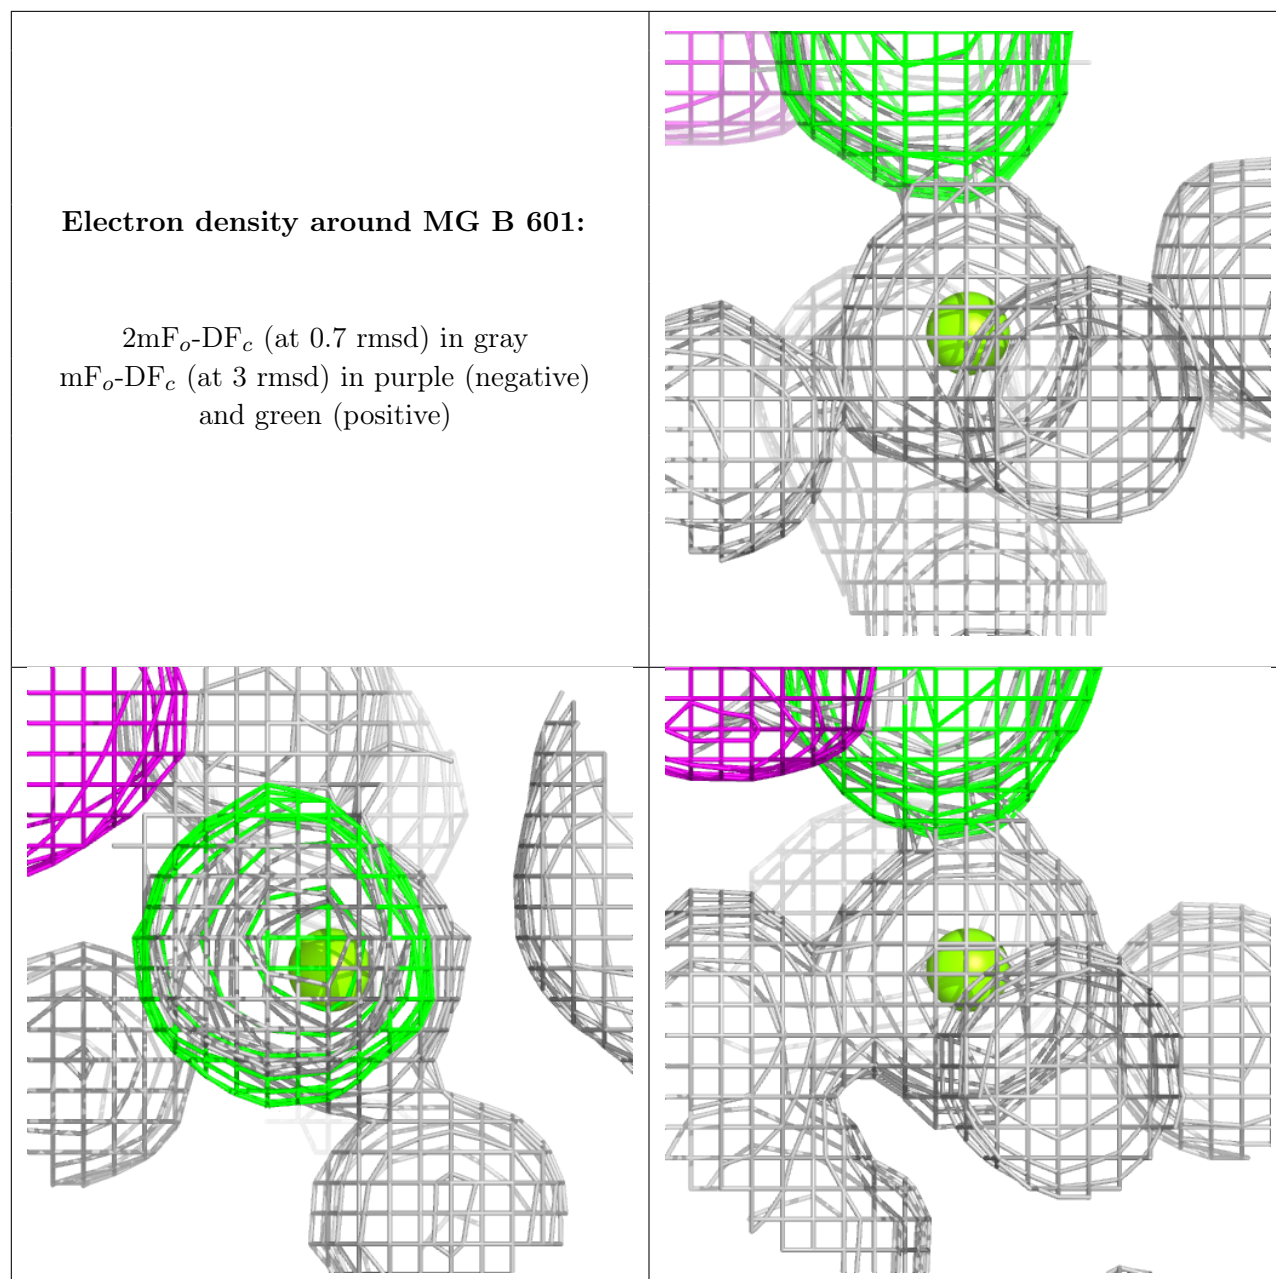 Electron density around MG B 601:
2mFo-DFc (at 0.7 rmsd) in gray
mFo-DFc (at 3 rmsd) in purple (negative)
and green (positive)